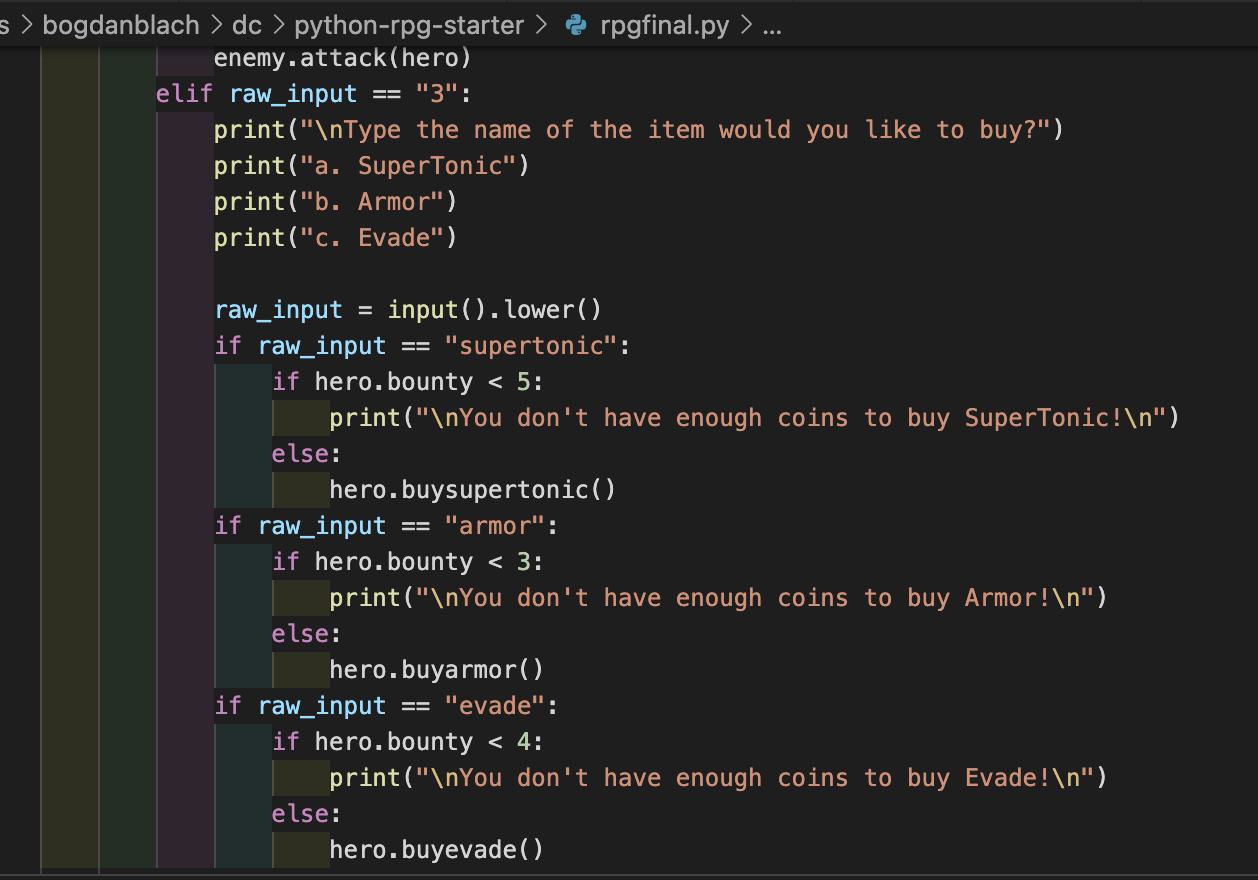 s > bogdanblach > dc > python-rpg-starter > rpgfinal.py > ...
enemy.attack(hero)
elif raw_input == "3":
print("\nType the name of the item would you like to buy?")
print("a. SuperTonic")
print("b. Armor")
print("c. Evade")
raw_input = input().lower()
if raw_input == "supertonic":
if hero.bounty < 5:
print("\nYou don't have enough coins to buy SuperTonic!\n")
else:
hero.buysupertonic()
if raw_input == "armor":
if hero.bounty < 3:
print("\nYou don't have enough coins to buy Armor!\n")
else:
hero.buyarmor()
if raw_input == "evade":
if hero.bounty < 4:
print("\nYou don't have enough coins to buy Evade!\n")
else:
hero.buyevade()